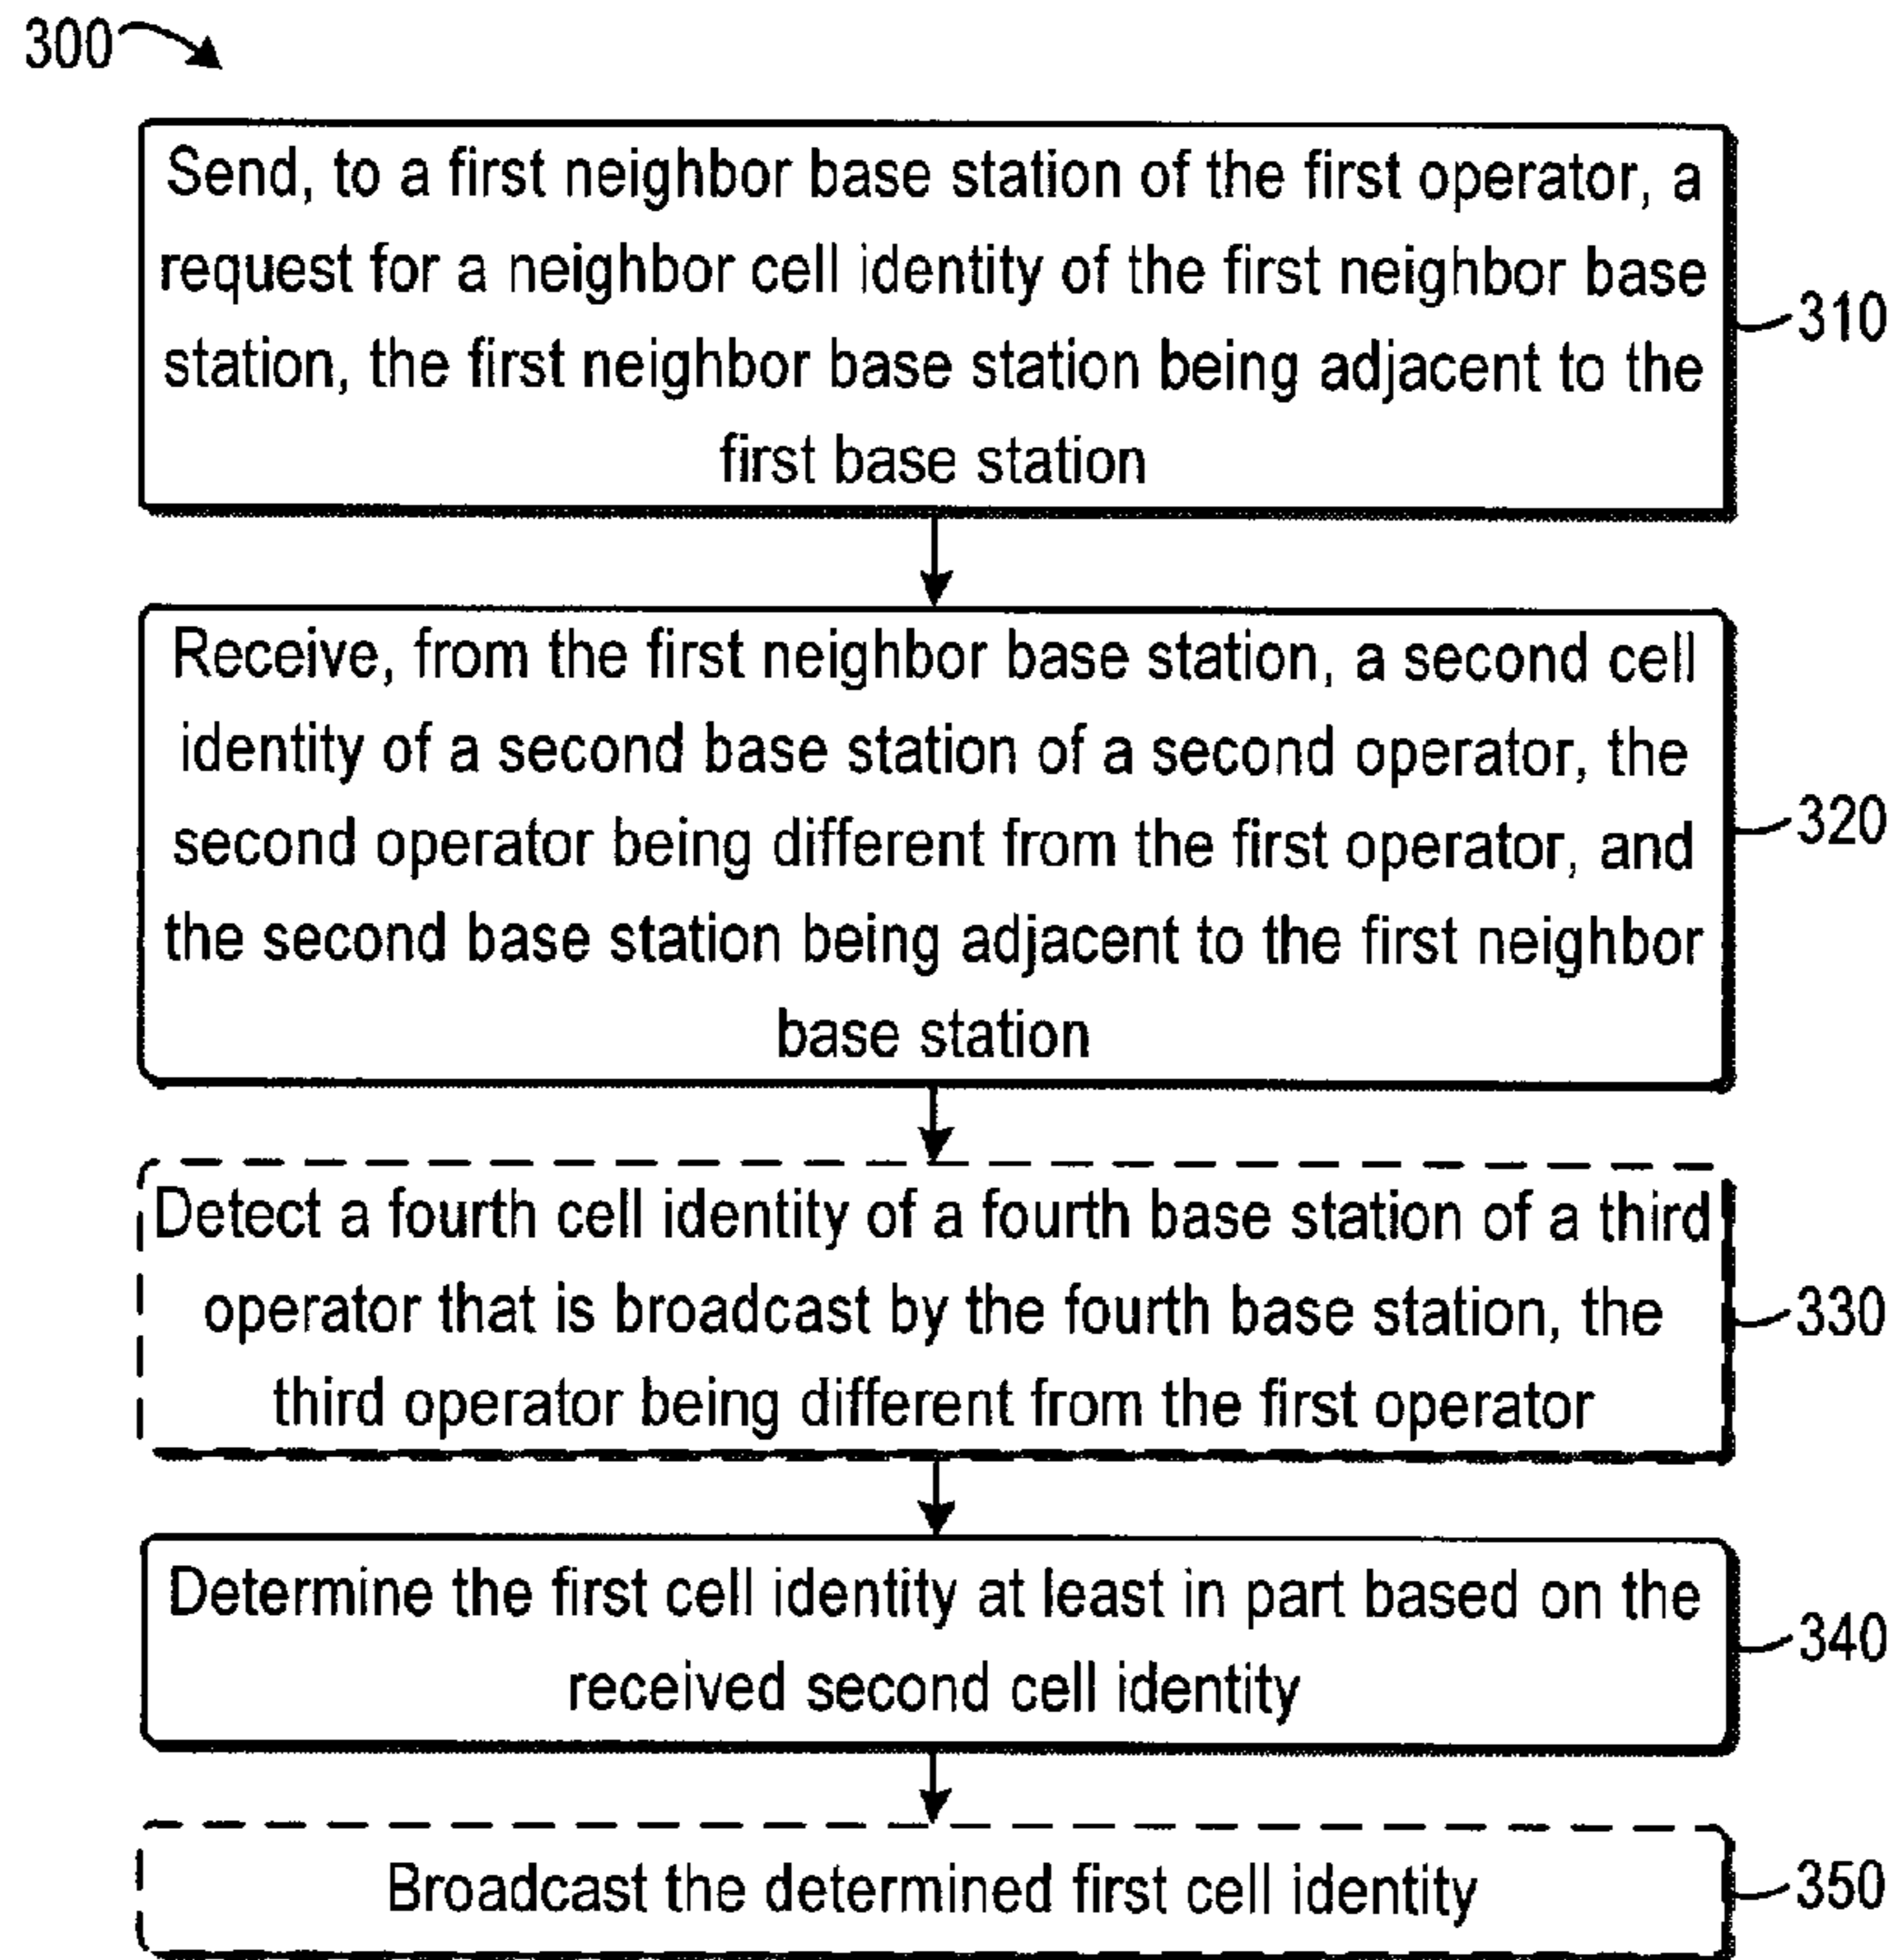 300
Send, to a first neighbor base station of the first operator, a
request for a neighbor cell identity of the first neighbor base
station, the first neighbor base station being adjacent to the
first base station
310
Receive, from the first neighbor base station, a second cell
identity of a second base station of a second operator, the
second operator being different from the first operator, and
the second base station being adjacent to the first neighbor
base station
320
Detect a fourth cell identity of a fourth base station of a third
operator that is broadcast by the fourth base station, the
third operator being different from the first operator
330
Determine the first cell identity at least in part based on the
received second cell identity
340
Broadcast the determined first cell identity
350